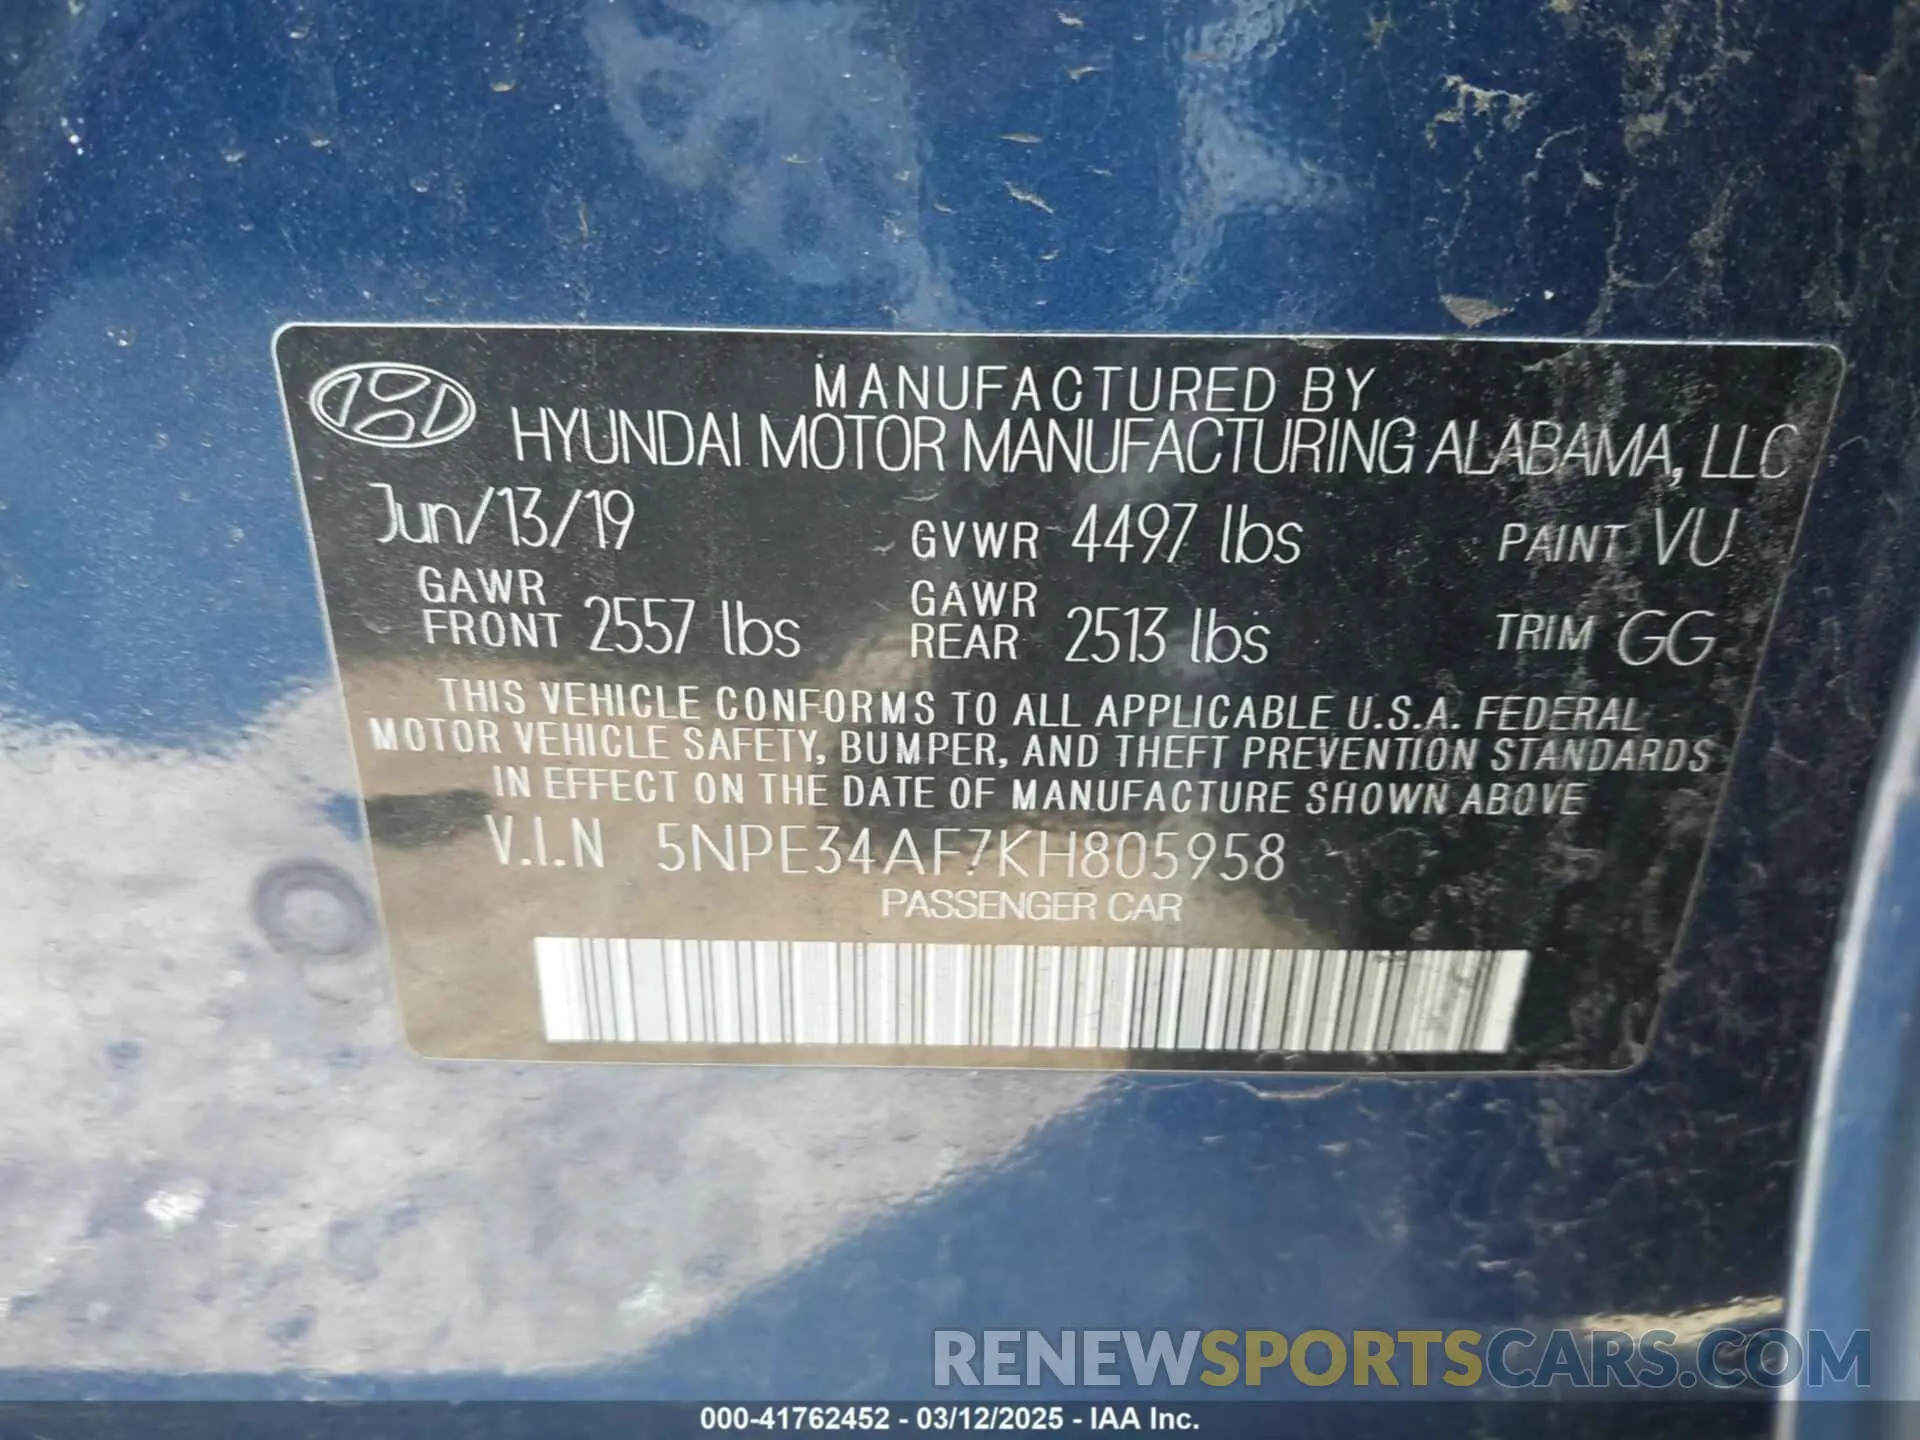 MANUFACTURED BY
HYUNDAI MOTOR MANUFACTURING ALABAMA, LLC
Jun/13/19 GVWR 4497 lbs PAINT VU
GAWR FRONT 2557 lbs GAWR REAR 2513 lbs TRIM GG
THIS VEHICLE CONFORMS TO ALL APPLICABLE U.S.A. FEDERAL
MOTOR VEHICLE SAFETY, BUMPER, AND THEFT PREVENTION STANDARDS
IN EFFECT ON THE DATE OF MANUFACTURE SHOWN ABOVE
V.I.N 5NPE34AF7KH805958
PASSENGER CAR
RENEWSPORTSCARS.COM
000-41762452 - 03/12/2025 - IAA Inc.